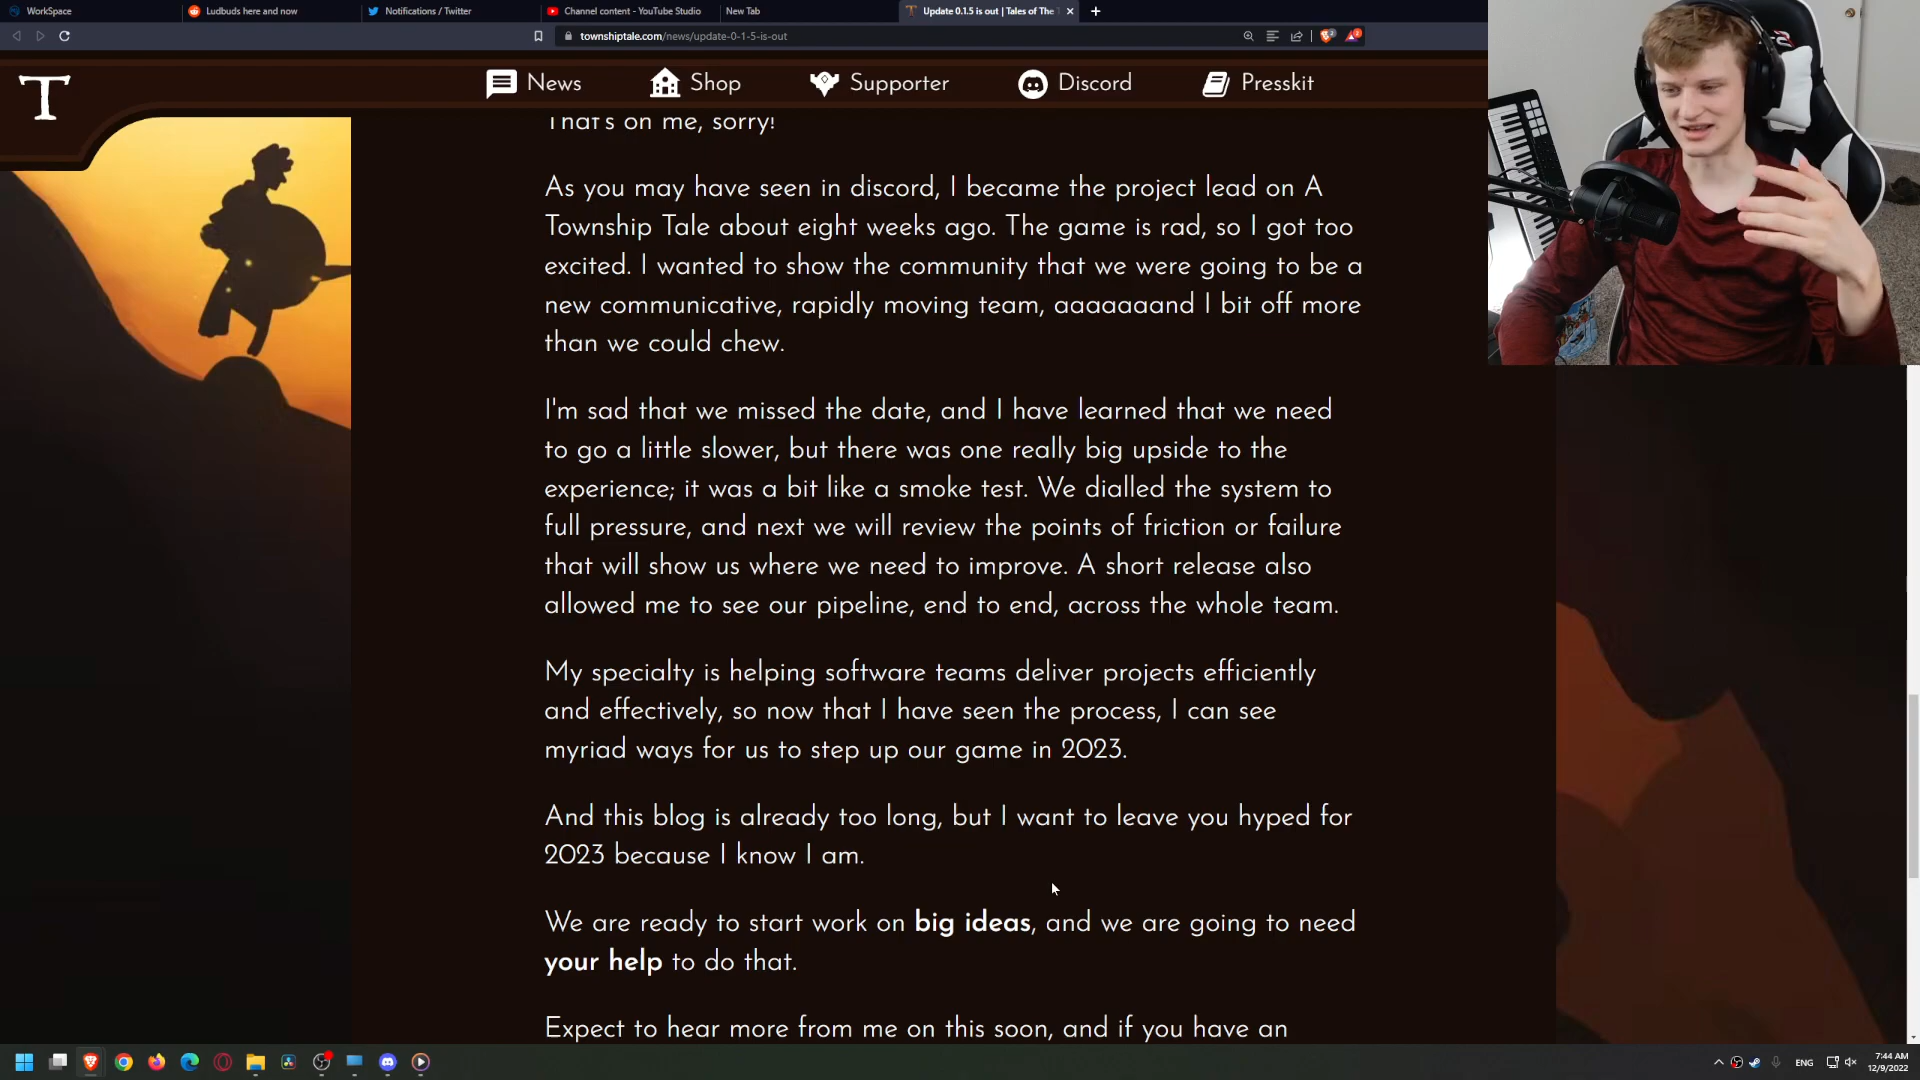 WorkSpace
Ludbuds here and now
Notifications / Twitter
Channel content - YouTube Studio
New Tab
Update 0.1.5 is out | Tales of The T
townshiptale.com/news/update-0-1-5-is-out
T
News
Shop
Supporter
Discord
Presskit
That's on me, sorry!
As you may have seen in discord, I became the project lead on A
Township Tale about eight weeks ago. The game is rad, so I got too
excited. I wanted to show the community that we were going to be a
new communicative, rapidly moving team, aaaaaaand I bit off more
than we could chew.
I'm sad that we missed the date, and I have learned that we need
to go a little slower, but there was one really big upside to the
experience; it was a bit like a smoke test. We dialled the system to
full pressure, and next we will review the points of friction or failure
that will show us where we need to improve. A short release also
allowed me to see our pipeline, end to end, across the whole team.
My specialty is helping software teams deliver projects efficiently
and effectively, so now that I have seen the process, I can see
myriad ways for us to step up our game in 2023.
And this blog is already too long, but I want to leave you hyped for
2023 because I know I am.
We are ready to start work on big ideas, and we are going to need
your help to do that.
Expect to hear more from me on this soon, and if you have an
ENG
7:44 AM
12/9/2022